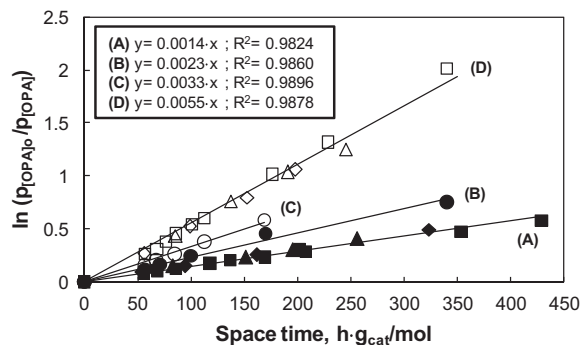 (A) y= 0.0014·x ; R²= 0.9824
(B) y= 0.0023·x ; R²= 0.9860
(C) y= 0.0033·x ; R²= 0.9896
(D) y= 0.0055·x ; R²= 0.9878
2.5
2
1.5
1
0.5
0
ln (p[OPA]o/p[OPA])
(D)
(B)
(C)
(A)
0 50 100 150 200 250 300 350 400 450
Space time, h·gcat/mol